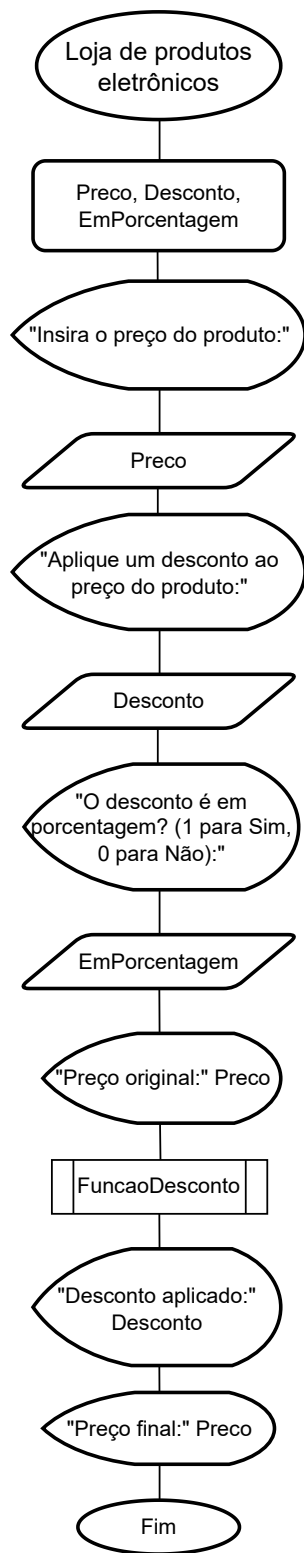 Loja de produtos
eletrônicos
Preco, Desconto,
EmPorcentagem
"Insira o preço do produto:"
Preco
"Aplique um desconto ao
preço do produto:"
Desconto
"O desconto é em
porcentagem? (1 para Sim,
0 para Não):"
EmPorcentagem
"Preço original:" Preco
FuncaoDesconto
"Desconto aplicado:"
Desconto
"Preço final:" Preco
Fim